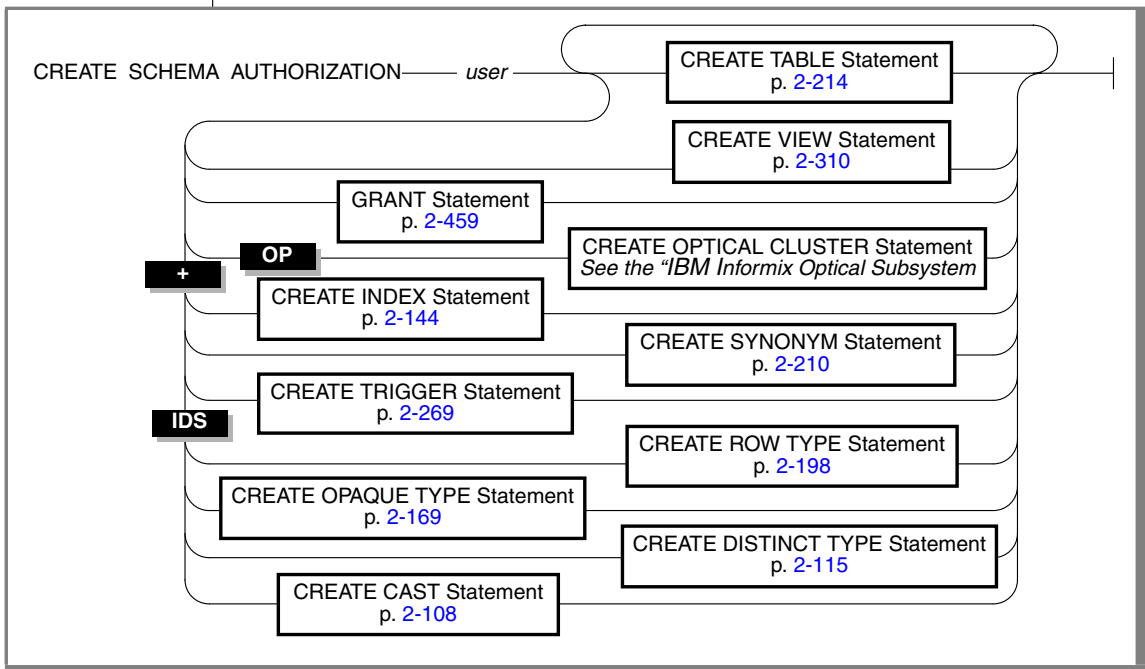 CREATE SCHEMA AUTHORIZATION user
CREATE TABLE Statement
p. 2-214
CREATE VIEW Statement
p. 2-310
GRANT Statement
p. 2-459
OP
CREATE OPTICAL CLUSTER Statement
See the “IBM Informix Optical Subsystem
+
CREATE INDEX Statement
p. 2-144
CREATE SYNONYM Statement
p. 2-210
CREATE TRIGGER Statement
p. 2-269
IDS
CREATE ROW TYPE Statement
p. 2-198
CREATE OPAQUE TYPE Statement
p. 2-169
CREATE DISTINCT TYPE Statement
p. 2-115
CREATE CAST Statement
p. 2-108